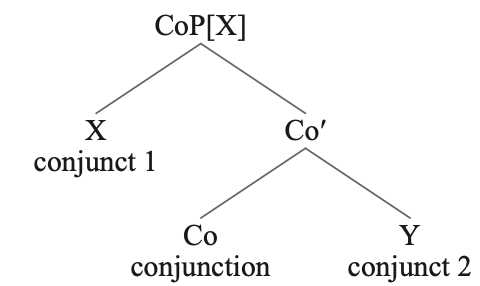 CoP[X]
X
conjunct 1
Co′
Co
conjunction
Y
conjunct 2